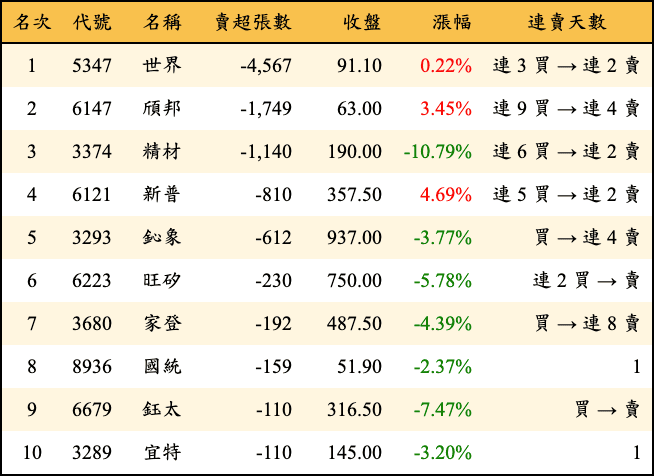 名次 代號 名稱 賣超張數 收盤 漲幅 連賣天數
1 5347 世界 -4,567 91.10 0.22% 連 3 買 → 連 2 賣
2 6147 頎邦 -1,749 63.00 3.45% 連 9 買 → 連 4 賣
3 3374 精材 -1,140 190.00 -10.79% 連 6 買 → 連 2 賣
4 6121 新普 -810 357.50 4.69% 連 5 買 → 連 2 賣
5 3293 鈊象 -612 937.00 -3.77% 買 → 連 4 賣
6 6223 旺矽 -230 750.00 -5.78% 連 2 買 → 賣
7 3680 家登 -192 487.50 -4.39% 買 → 連 8 賣
8 8936 國統 -159 51.90 -2.37% 1
9 6679 鈺太 -110 316.50 -7.47% 買 → 賣
10 3289 宜特 -110 145.00 -3.20% 1